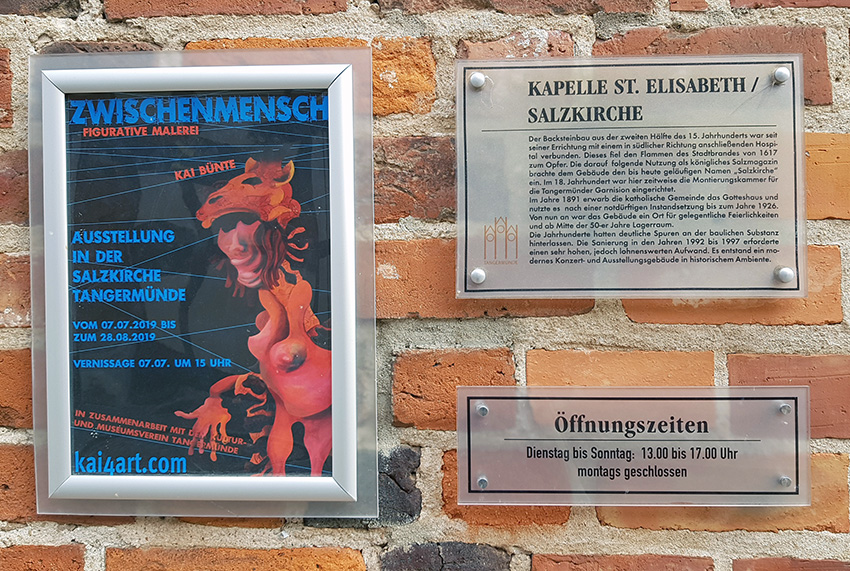 ZWISCHENMENSCH
FIGURATIVE MALEREI
KAI BÜNTE
AUSSTELLUNG
IN DER
SALZKIRCHE
TANGERMÜNDE
VOM 07.07.2019 BIS
ZUM 28.08.2019
VERNISSAGE 07.07. UM 15 UHR
IN ZUSAMMENARBEIT MIT DEM KULTUR-
UND MUSEUMSVEREIN TANGERMÜNDE
kai4art.com
KAPELLE ST. ELISABETH /
SALZKIRCHE
Der Backsteinbau aus der zweiten Hälfte des 15. Jahrhunderts war seit
seiner Errichtung mit einem in südlicher Richtung anschließenden Hospi-
tal verbunden. Dieses fiel den Flammen des Stadtbrandes von 1617
zum Opfer. Die darauf folgende Nutzung als königliches Salzmagazin
brachte dem Gebäude den bis heute geläufigen Namen „Salzkirche"
ein. Im 18. Jahrhundert war hier zeitweise die Montierungskammer für
die Tangermünder Garnision eingerichtet.
Im Jahre 1891 erwarb die katholische Gemeinde das Gotteshaus und
nutzte es nach einer notdürftigen Instandsetzung bis zum Jahre 1926.
Von nun an war das Gebäude ein Ort für gelegentliche Feierlichkeiten
und ab Mitte der 50-er Jahre Lagerraum.
Die Jahrhunderte hatten deutliche Spuren an der baulichen Substanz
hinterlassen. Die Sanierung in den Jahren 1992 bis 1997 erforderte
einen sehr hohen, jedoch lohnenswerten Aufwand. Es entstand ein mo-
dernes Konzert- und Ausstellungsgebäude in historischem Ambiente.
TANGERMÜNDE
Öffnungszeiten
Dienstag bis Sonntag: 13.00 bis 17.00 Uhr
montags geschlossen